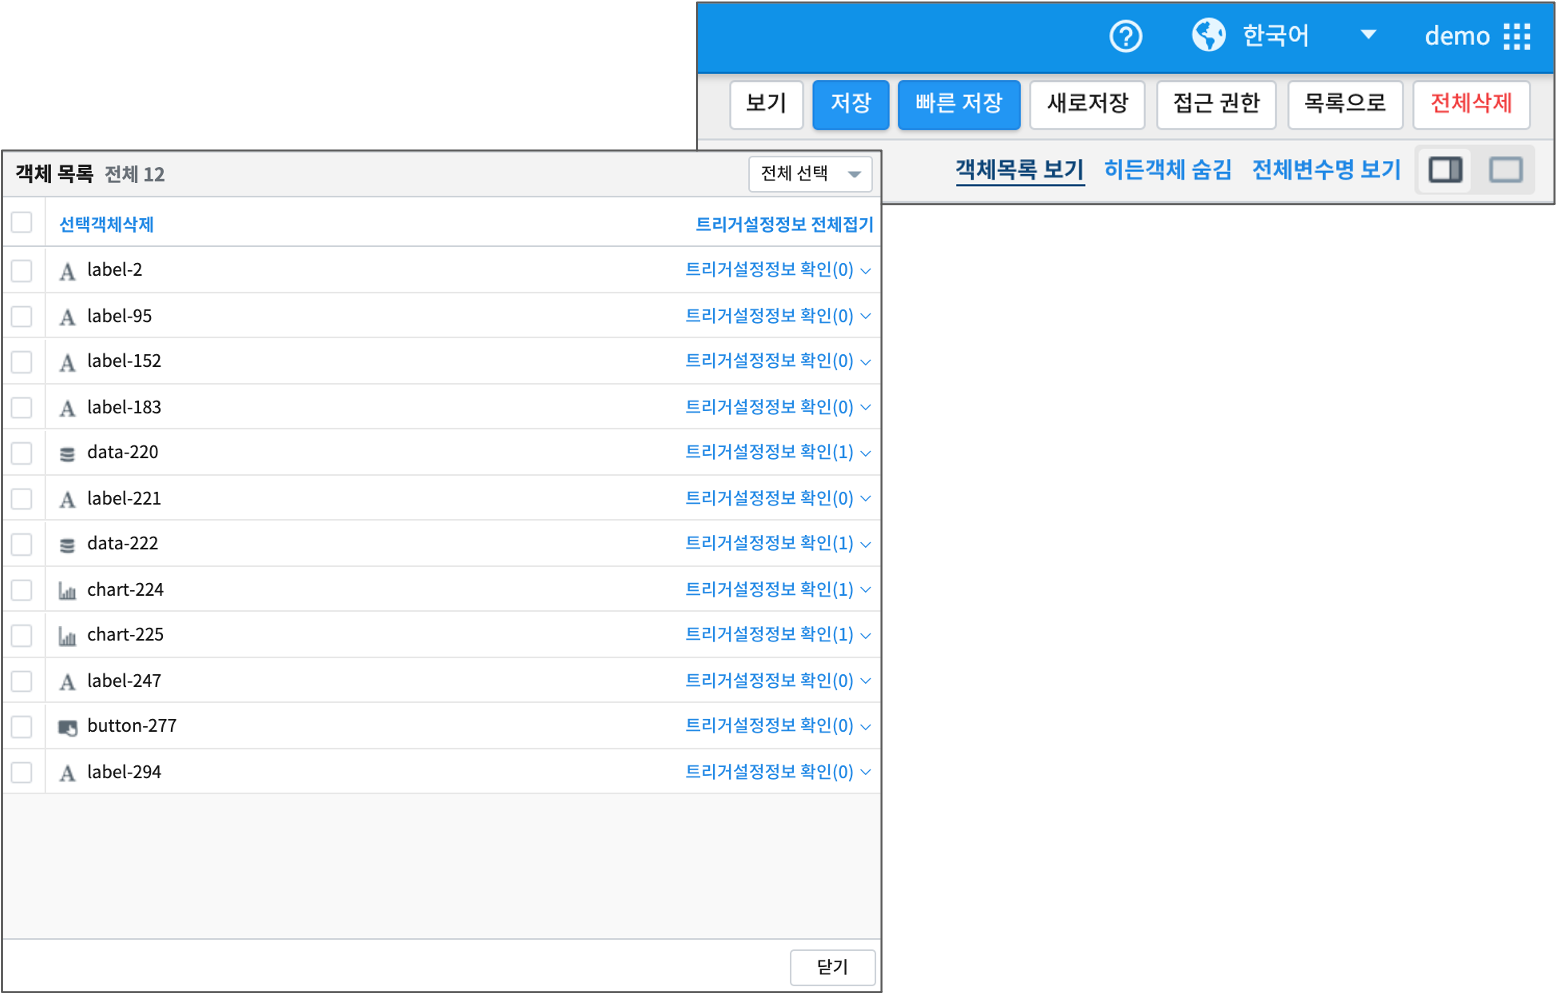 한국어
demo
보기
저장
빠른 저장
새로저장
접근 권한
목록으로
전체삭제
객체목록 보기
히든객체 숨김
전체변수명 보기
객체 목록 전체 12
전체 선택
선택객체삭제
트리거설정정보 전체접기
label-2
트리거설정정보 확인(0)
label-95
트리거설정정보 확인(0)
label-152
트리거설정정보 확인(0)
label-183
트리거설정정보 확인(0)
data-220
트리거설정정보 확인(1)
label-221
트리거설정정보 확인(0)
data-222
트리거설정정보 확인(1)
chart-224
트리거설정정보 확인(1)
chart-225
트리거설정정보 확인(1)
label-247
트리거설정정보 확인(0)
button-277
트리거설정정보 확인(0)
label-294
트리거설정정보 확인(0)
닫기